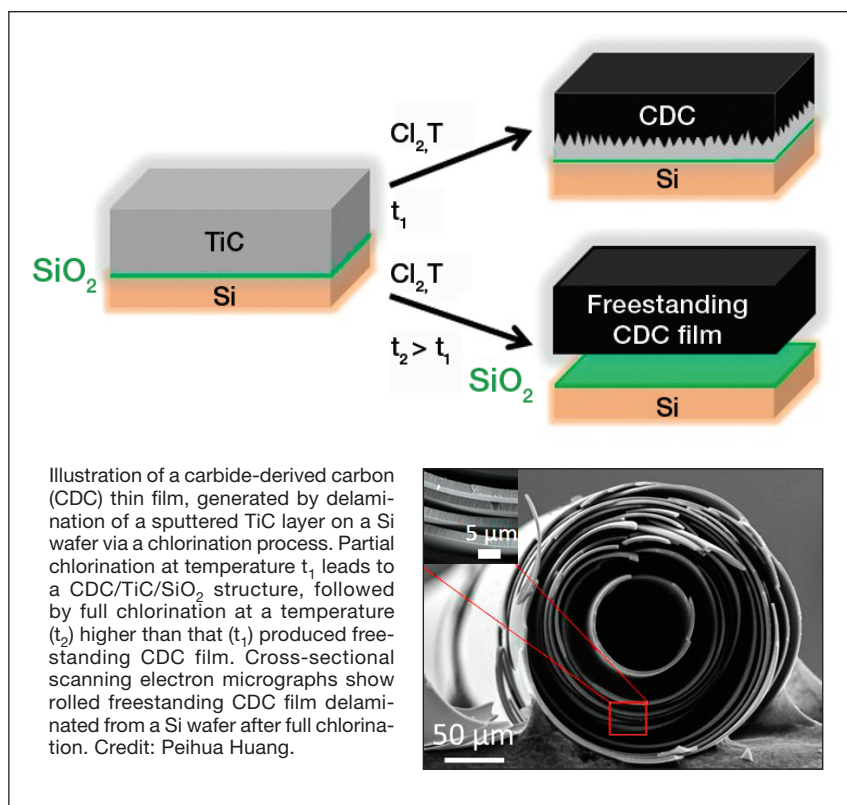 Cl₂,T
t₁
CDC
Si
TiC
SiO₂
Si
Cl₂,T
t₂ > t₁
Freestanding
CDC film
SiO₂
Si
Illustration of a carbide-derived carbon
(CDC) thin film, generated by delami-
nation of a sputtered TiC layer on a Si
wafer via a chlorination process. Partial
chlorination at temperature t₁ leads to
a CDC/TiC/SiO₂ structure, followed
by full chlorination at a temperature
(t₂) higher than that (t₁) produced free-
standing CDC film. Cross-sectional
scanning electron micrographs show
rolled freestanding CDC film delami-
nated from a Si wafer after full chlorina-
tion. Credit: Peihua Huang.
5 µm
50 µm